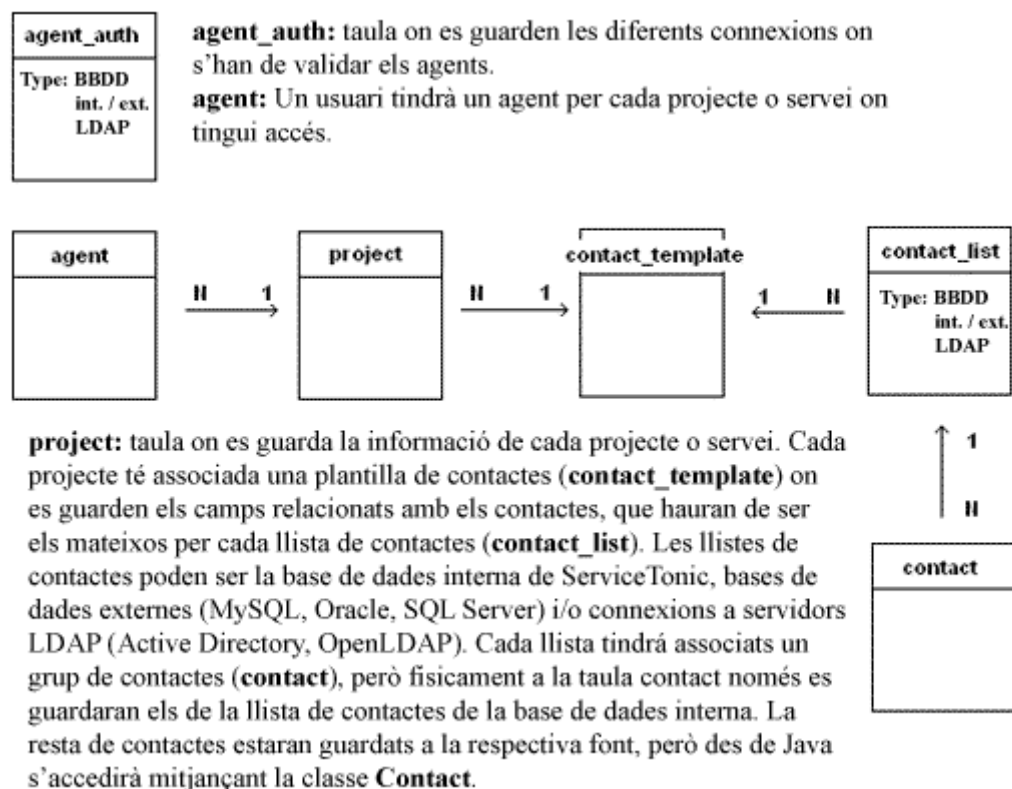 agent_auth
Type: BBDD
int. / ext.
LDAP
agent_auth: taula on es guarden les diferents connexions on
s’han de validar els agents.
agent: Un usuari tindrà un agent per cada projecte o servei on
tingui accés.
agent
N 1
project
N 1
contact_template
1 N
contact_list
Type: BBDD
int. / ext.
LDAP
1
N
contact
project: taula on es guarda la informació de cada projecte o servei. Cada
projecte té associada una plantilla de contactes (contact_template) on
es guarden els camps relacionats amb els contactes, que hauran de ser
els mateixos per cada llista de contactes (contact_list). Les llistes de
contactes poden ser la base de dades interna de ServiceTonic, bases de
dades externes (MySQL, Oracle, SQL Server) i/o connexions a servidors
LDAP (Active Directory, OpenLDAP). Cada llista tindrá associats un
grup de contactes (contact), però fisicament a la taula contact només es
guardaran els de la llista de contactes de la base de dades interna. La
resta de contactes estaran guardats a la respectiva font, però des de Java
s’accedirà mitjançant la classe Contact.